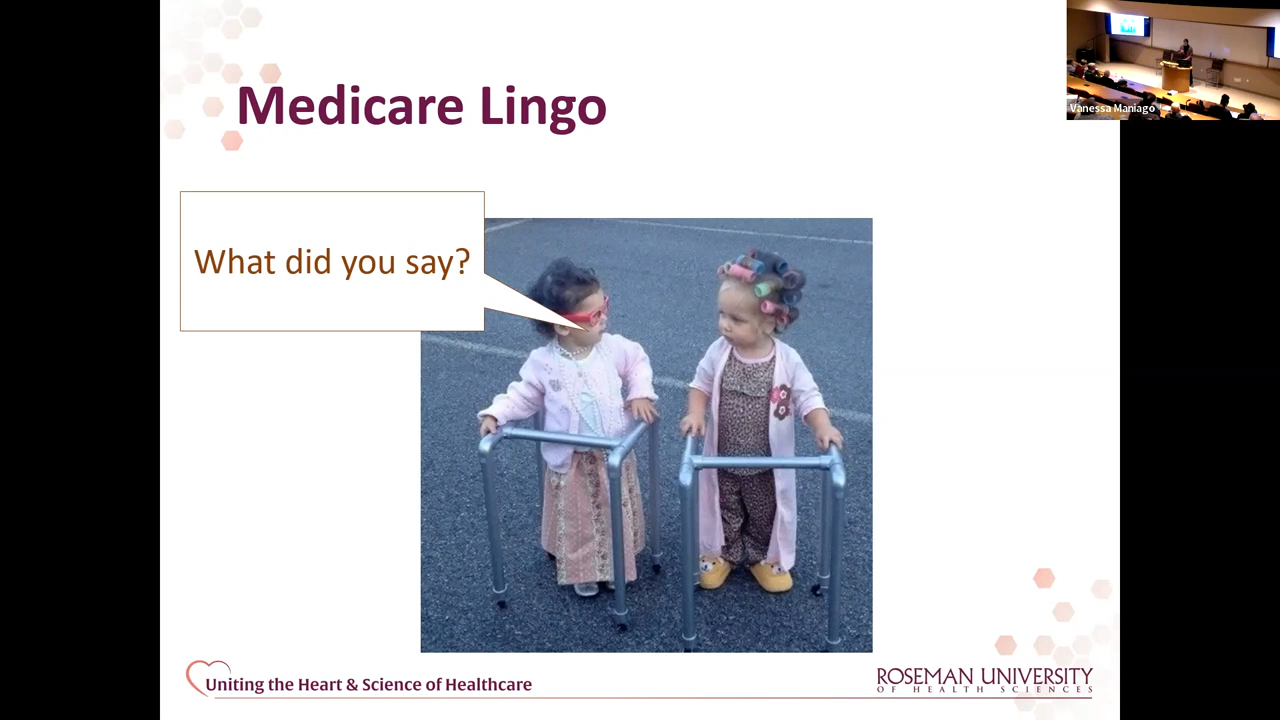 Medicare Lingo
Vanessa Maniago
What did you say?
Uniting the Heart & Science of Healthcare
ROSEMAN UNIVERSITY
OF HEALTH SCIENCES